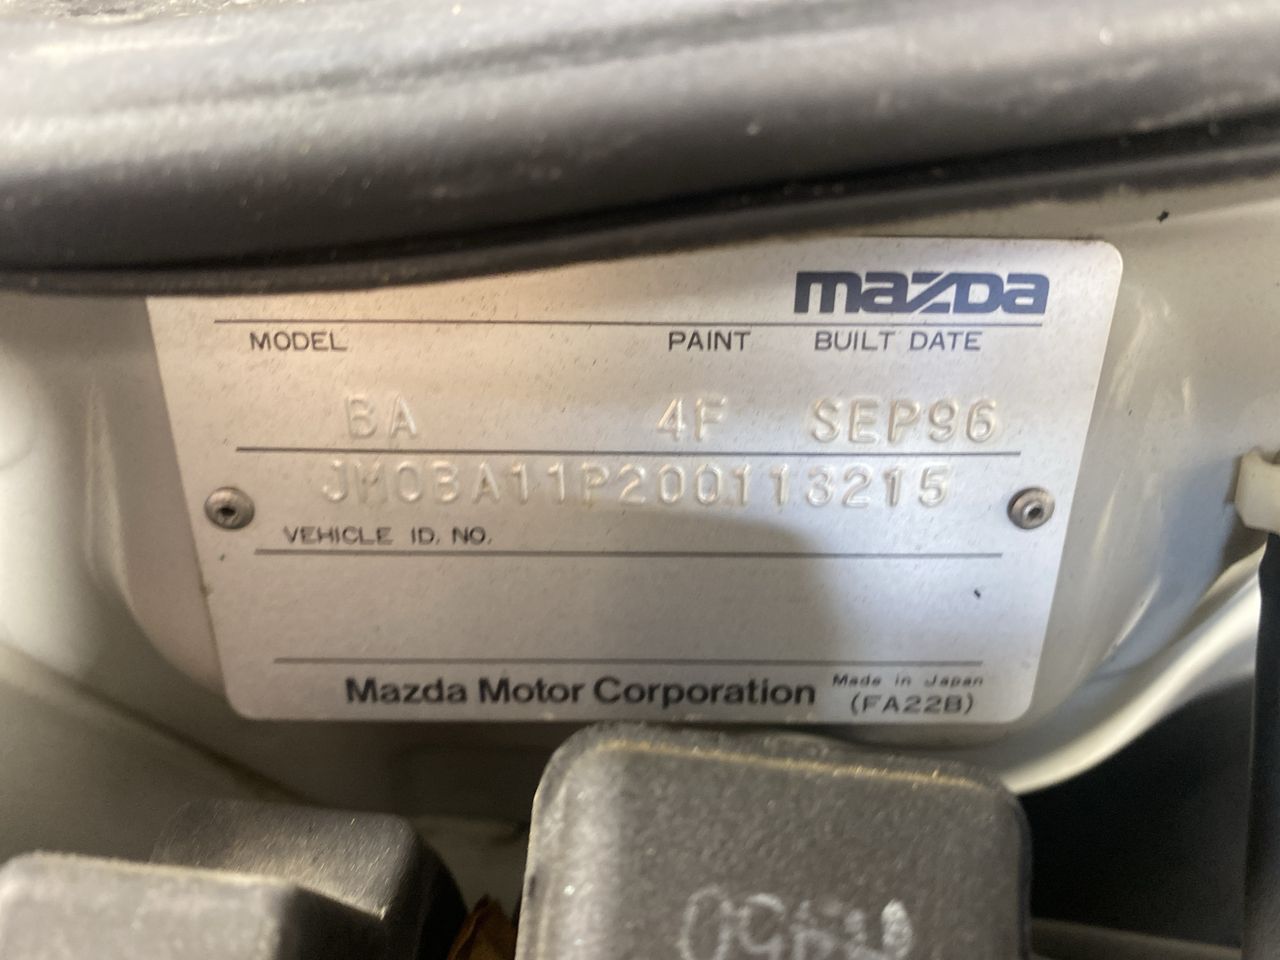 mazda
MODEL PAINT BUILT DATE
BA 4F SEP96
JM0BA11P200113215
VEHICLE ID. NO.
Mazda Motor Corporation Made in Japan
(FA22B)